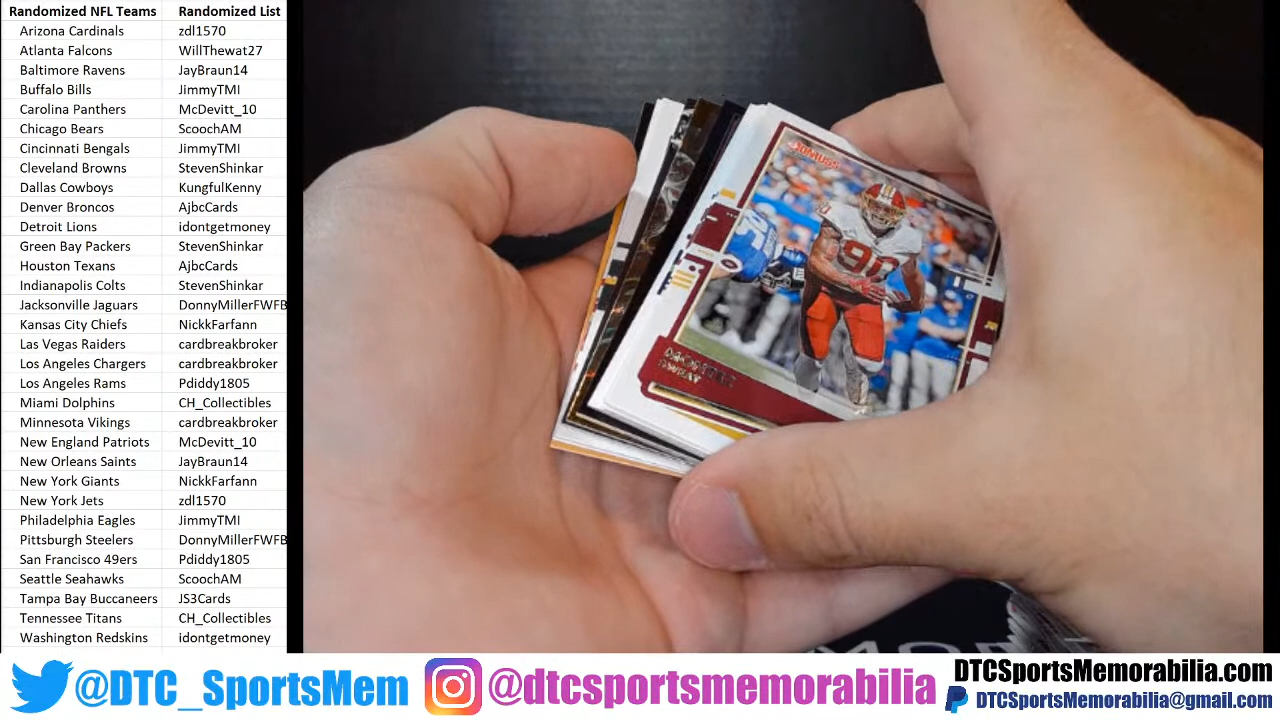 Randomized NFL Teams Randomized List
Arizona Cardinals zdl1570
Atlanta Falcons WillThewat27
Baltimore Ravens JayBraun14
Buffalo Bills JimmyTMI
Carolina Panthers McDevitt_10
Chicago Bears ScoochAM
Cincinnati Bengals JimmyTMI
Cleveland Browns StevenShinkar
Dallas Cowboys KungfulKenny
Denver Broncos AjbcCards
Detroit Lions idontgetmoney
Green Bay Packers StevenShinkar
Houston Texans AjbcCards
Indianapolis Colts StevenShinkar
Jacksonville Jaguars DonnyMillerFWFB
Kansas City Chiefs NickkFarfann
Las Vegas Raiders cardbreakbroker
Los Angeles Chargers cardbreakbroker
Los Angeles Rams Pdiddy1805
Miami Dolphins CH_Collectibles
Minnesota Vikings cardbreakbroker
New England Patriots McDevitt_10
New Orleans Saints JayBraun14
New York Giants NickkFarfann
New York Jets zdl1570
Philadelphia Eagles JimmyTMI
Pittsburgh Steelers DonnyMillerFWFB
San Francisco 49ers Pdiddy1805
Seattle Seahawks ScoochAM
Tampa Bay Buccaneers JS3Cards
Tennessee Titans CH_Collectibles
Washington Redskins idontgetmoney
DONRUSS
90
SWEAT
@DTC_SportsMem
@dtcsportsmemorabilia
DTCSportsMemorabilia.com
DTCSportsMemorabilia@gmail.com